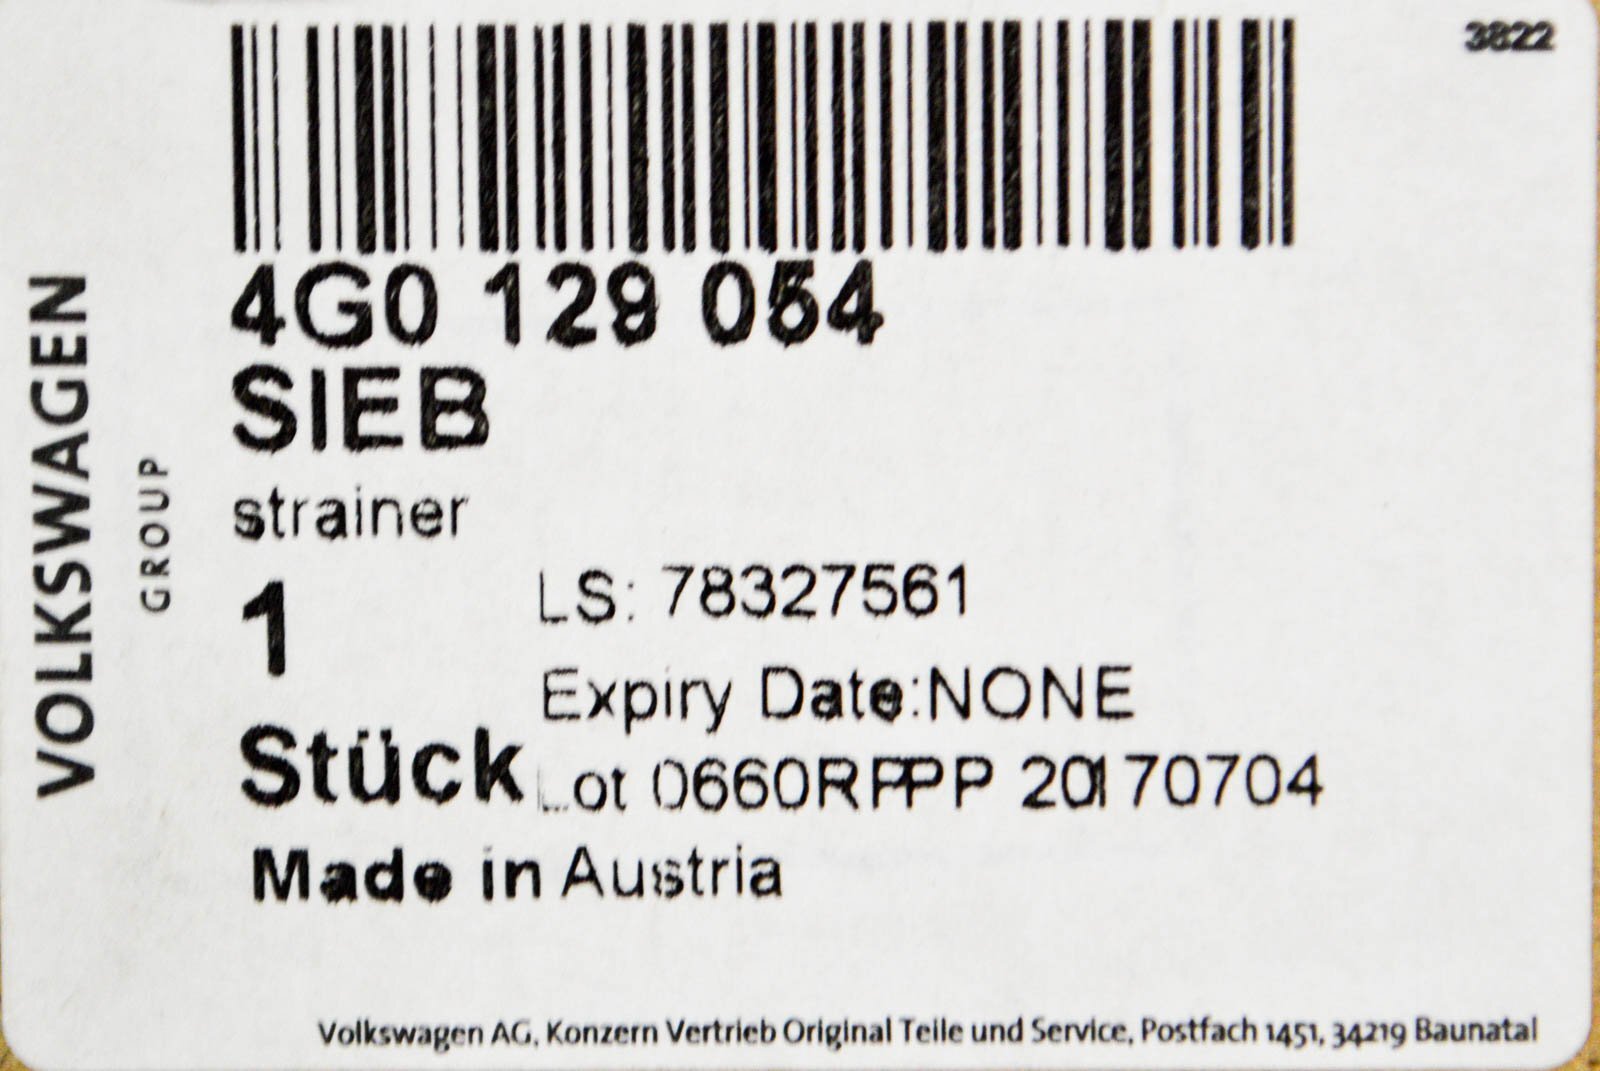 3822
4G0 129 054
SIEB
strainer
1
LS: 78327561
Expiry Date:NONE
Stück
Lot 0660RPPP 20170704
Made in Austria
VOLKSWAGEN
GROUP
Volkswagen AG, Konzern Vertrieb Original Teile und Service, Postfach 1451, 34219 Baunatal